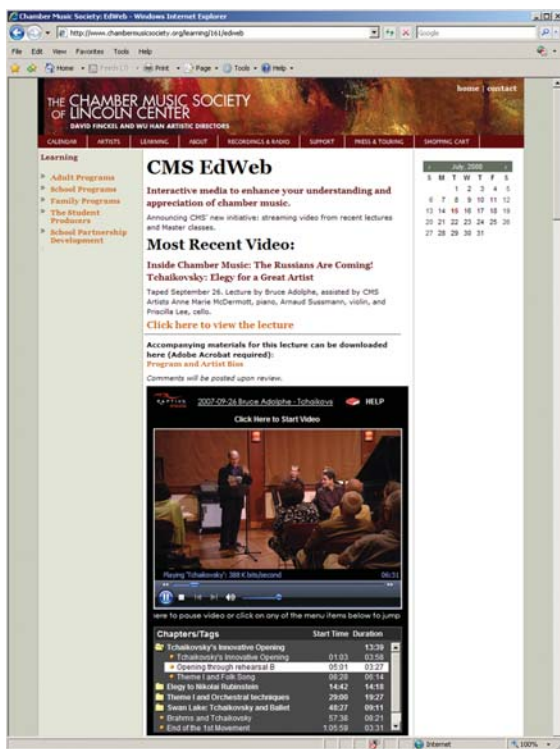 Chamber Music Society: EdWeb - Windows Internet Explorer
http://www.chambermusicsociety.org/learning/161/edweb
Google
File Edit View Favorites Tools Help
Home Feeds Print Page Tools Help
home | contact
THE CHAMBER MUSIC SOCIETY
OF LINCOLN CENTER
DAVID FINCKEL AND WU HAN ARTISTIC DIRECTORS
CALENDAR ARTISTS LEARNING ABOUT RECORDINGS & RADIO SUPPORT PRESS & TOURING SHOPPING CART
Learning
Adult Programs
School Programs
Family Programs
The Student
Producers
School Partnership
Development
CMS EdWeb
Interactive media to enhance your understanding and
appreciation of chamber music.
Announcing CMS' new initiative: streaming video from recent lectures
and Master classes.
Most Recent Video:
Inside Chamber Music: The Russians Are Coming!
Tchaikovsky: Elegy for a Great Artist
Taped September 26. Lecture by Bruce Adolphe, assisted by CMS
Artists Anne Marie McDermott, piano, Arnaud Sussmann, violin, and
Priscilla Lee, cello.
Click here to view the lecture
Accompanying materials for this lecture can be downloaded
here (Adobe Acrobat required):
Program and Artist Bios
Comments will be posted upon review.
2007-09-26 Bruce Adolphe - Tchaikovs HELP
Click Here to Start Video
Playing 'Tchaikovsky': 388 K bits/second 06:31
ere to pause video or click on any of the menu items below to jump
Chapters/Tags Start Time Duration
Tchaikovsky's Innovative Opening 13:39
Tchaikovsky's Innovative Opening 01:03 03:58
Opening through rehearsal B 05:01 03:27
Theme I and Folk Song 08:28 06:14
Elegy to Nikolai Rubinstein 14:42 14:18
Theme I and Orchestral techniques 29:00 19:27
Swan Lake: Tchaikovsky and Ballet 48:27 09:11
Brahms and Tchaikovsky 57:38 08:21
End of the 1st Movement 1:05:59 03:31
July, 2008
S M T W T F S
1 2 3 4 5
6 7 8 9 10 11 12
13 14 15 16 17 18 19
20 21 22 23 24 25 26
27 28 29 30 31
Internet 100%